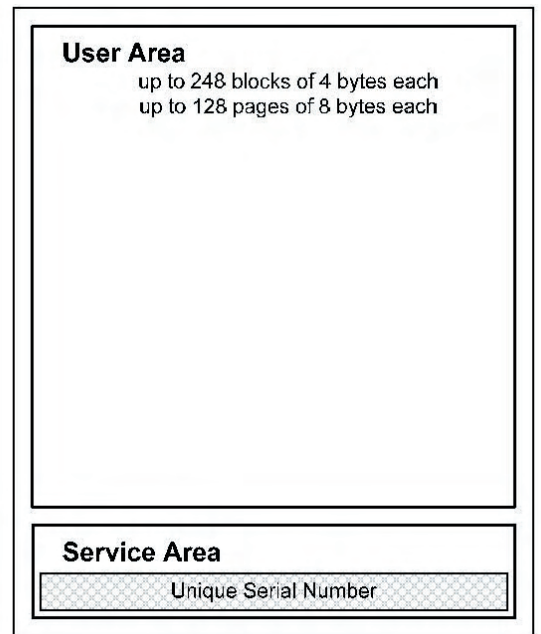 User Area
up to 248 blocks of 4 bytes each
up to 128 pages of 8 bytes each
Service Area
Unique Serial Number